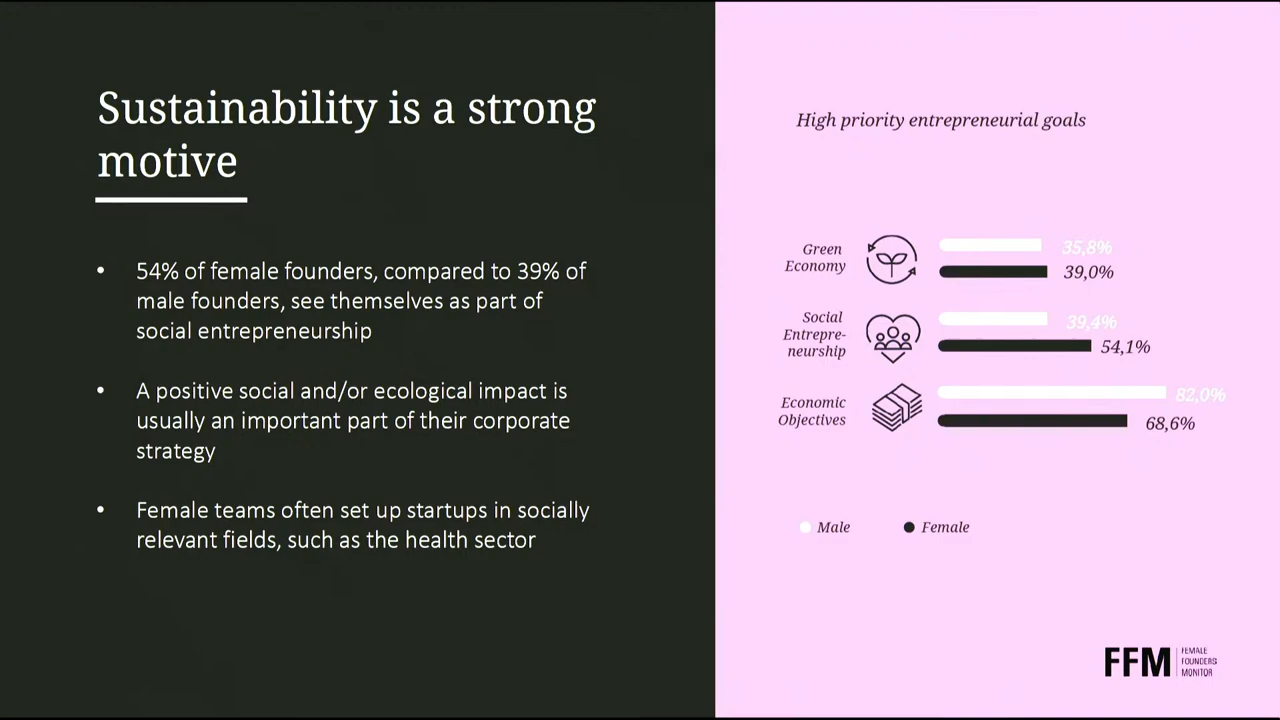 Sustainability is a strong
motive
• 54% of female founders, compared to 39% of
male founders, see themselves as part of
social entrepreneurship
• A positive social and/or ecological impact is
usually an important part of their corporate
strategy
• Female teams often set up startups in socially
relevant fields, such as the health sector
High priority entrepreneurial goals
Green
Economy
35,8%
39,0%
Social
Entrepre-
neurship
39,4%
54,1%
Economic
Objectives
82,0%
68,6%
Male
Female
FFM
FEMALE
FOUNDERS
MONITOR